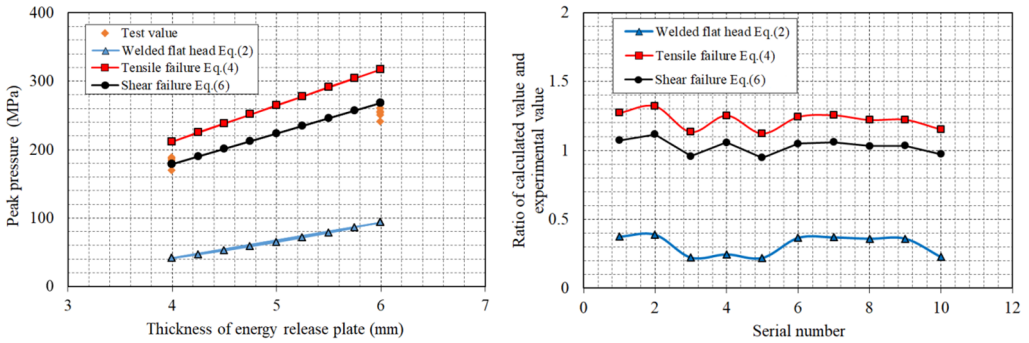 400
300
200
100
0
3
4
5
6
7
Peak pressure (MPa)
Thickness of energy release plate (mm)
Test value
Welded flat head Eq.(2)
Tensile failure Eq.(4)
Shear failure Eq.(6)
2
1.5
1
0.5
0
0
2
4
6
8
10
12
Ratio of calculated value and
experimental value
Serial number
Welded flat head Eq.(2)
Tensile failure Eq.(4)
Shear failure Eq.(6)